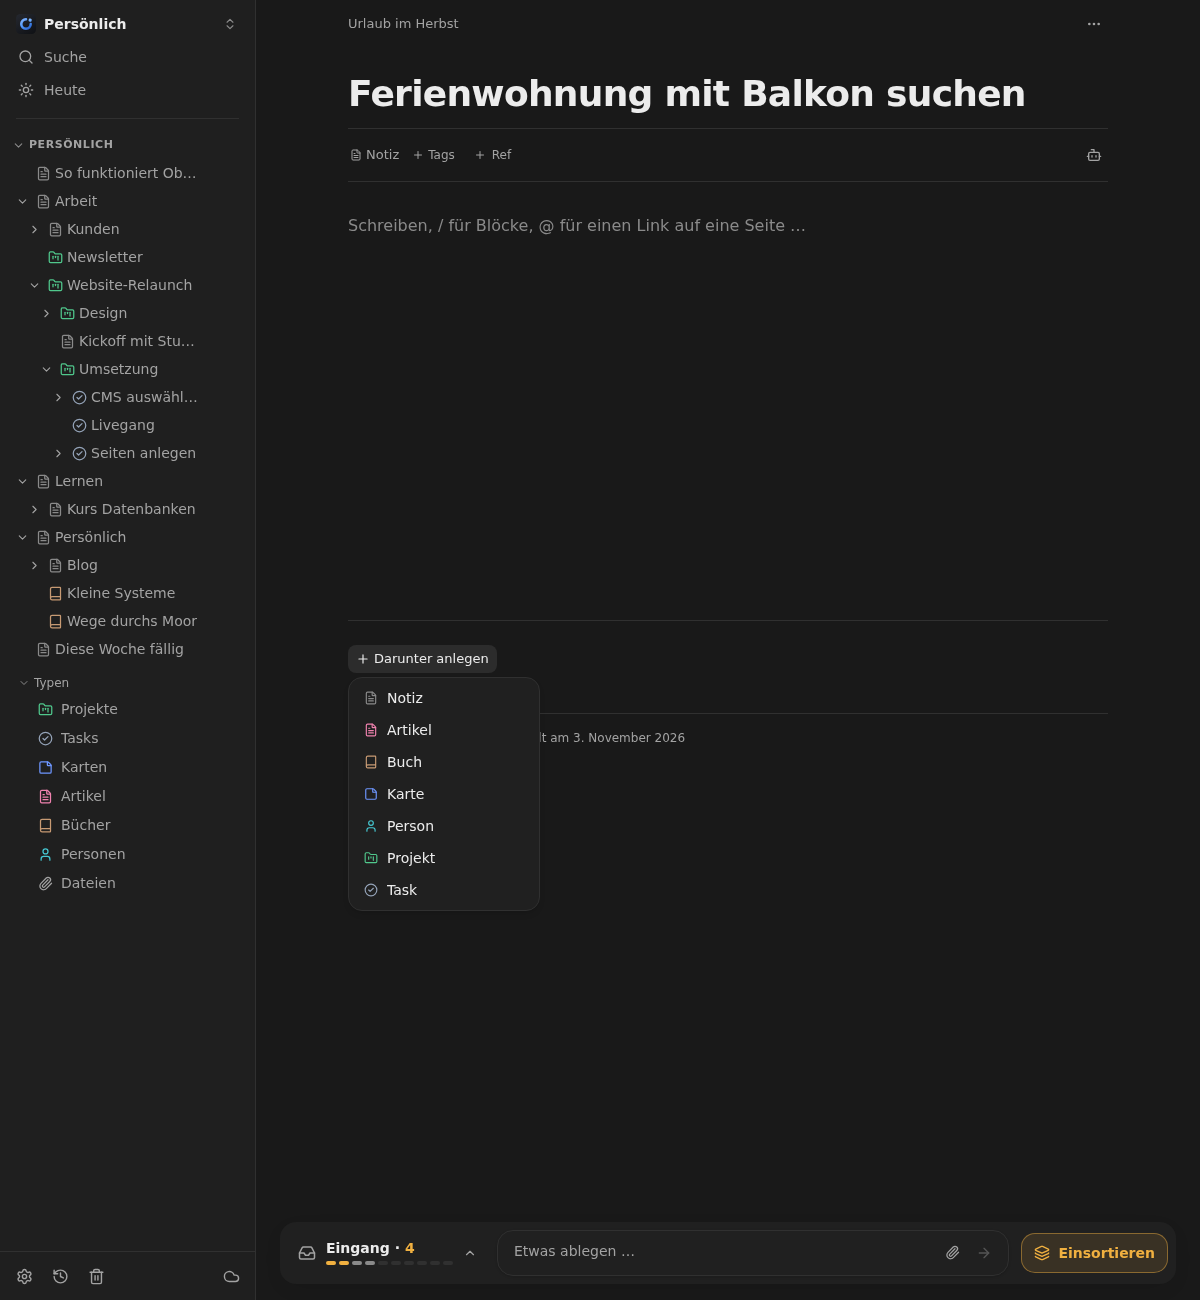 Persönlich
Suche
Heute
PERSÖNLICH
So funktioniert Ob…
Arbeit
Kunden
Newsletter
Website-Relaunch
Design
Kickoff mit Stu…
Umsetzung
CMS auswähl…
Livegang
Seiten anlegen
Lernen
Kurs Datenbanken
Persönlich
Blog
Kleine Systeme
Wege durchs Moor
Diese Woche fällig
Typen
Projekte
Tasks
Karten
Artikel
Bücher
Personen
Dateien
Urlaub im Herbst
Ferienwohnung mit Balkon suchen
Notiz + Tags + Ref
Schreiben, / für Blöcke, @ für einen Link auf eine Seite …
+ Darunter anlegen
Notiz
Artikel
Buch
Karte
Person
Projekt
Task
lt am 3. November 2026
Eingang · 4
Etwas ablegen …
Einsortieren